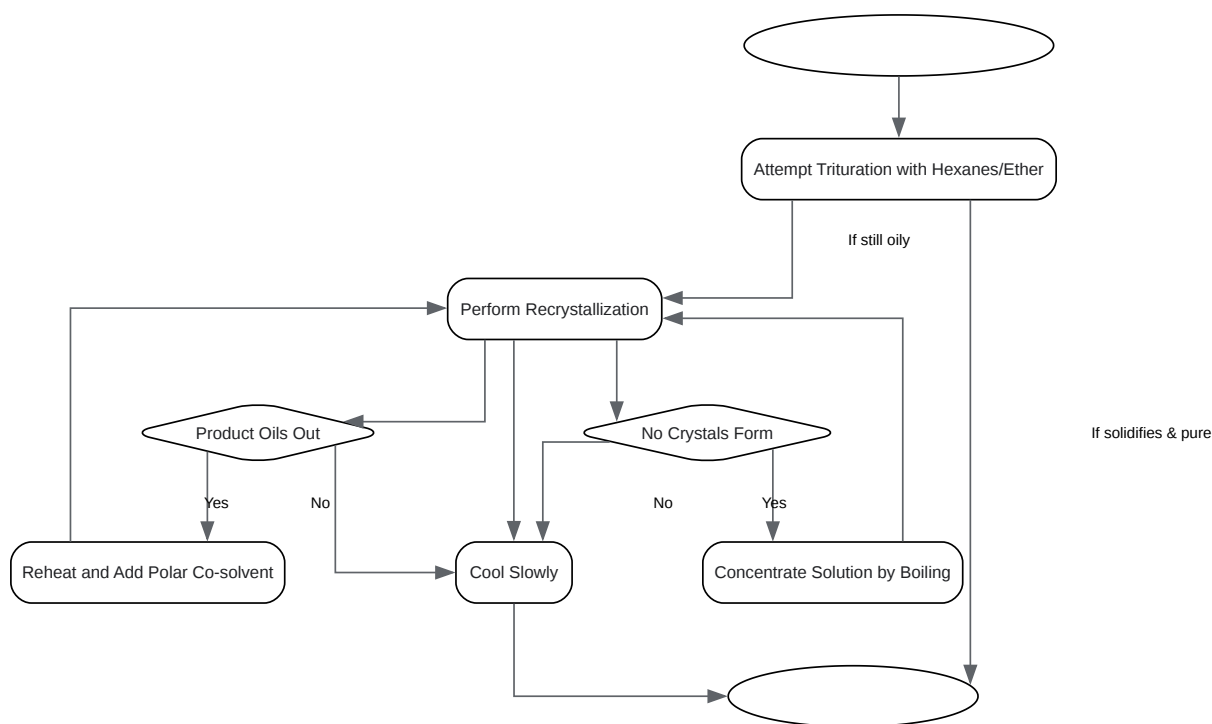 Attempt Trituration with Hexanes/Ether
If still oily
Perform Recrystallization
Product Oils Out
No Crystals Form
If solidifies & pure
Yes
No
No
Yes
Reheat and Add Polar Co-solvent
Cool Slowly
Concentrate Solution by Boiling